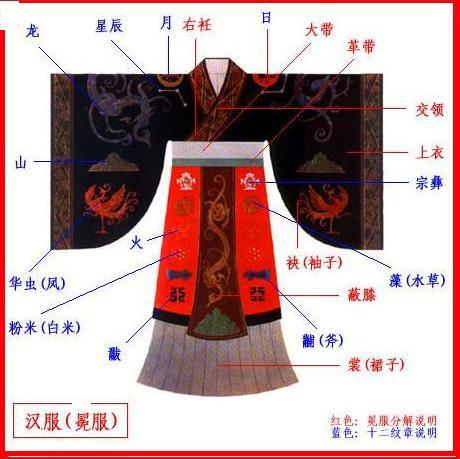 龙
星辰
月
右衽
日
大带
革带
交领
上衣
山
宗彝
火
华虫(凤)
袂(袖子)
藻(水草)
粉米(白米)
蔽膝
黻
黼(斧)
裳(裙子)
汉服(冕服)
红色: 冕服分解说明
蓝色: 十二纹章说明